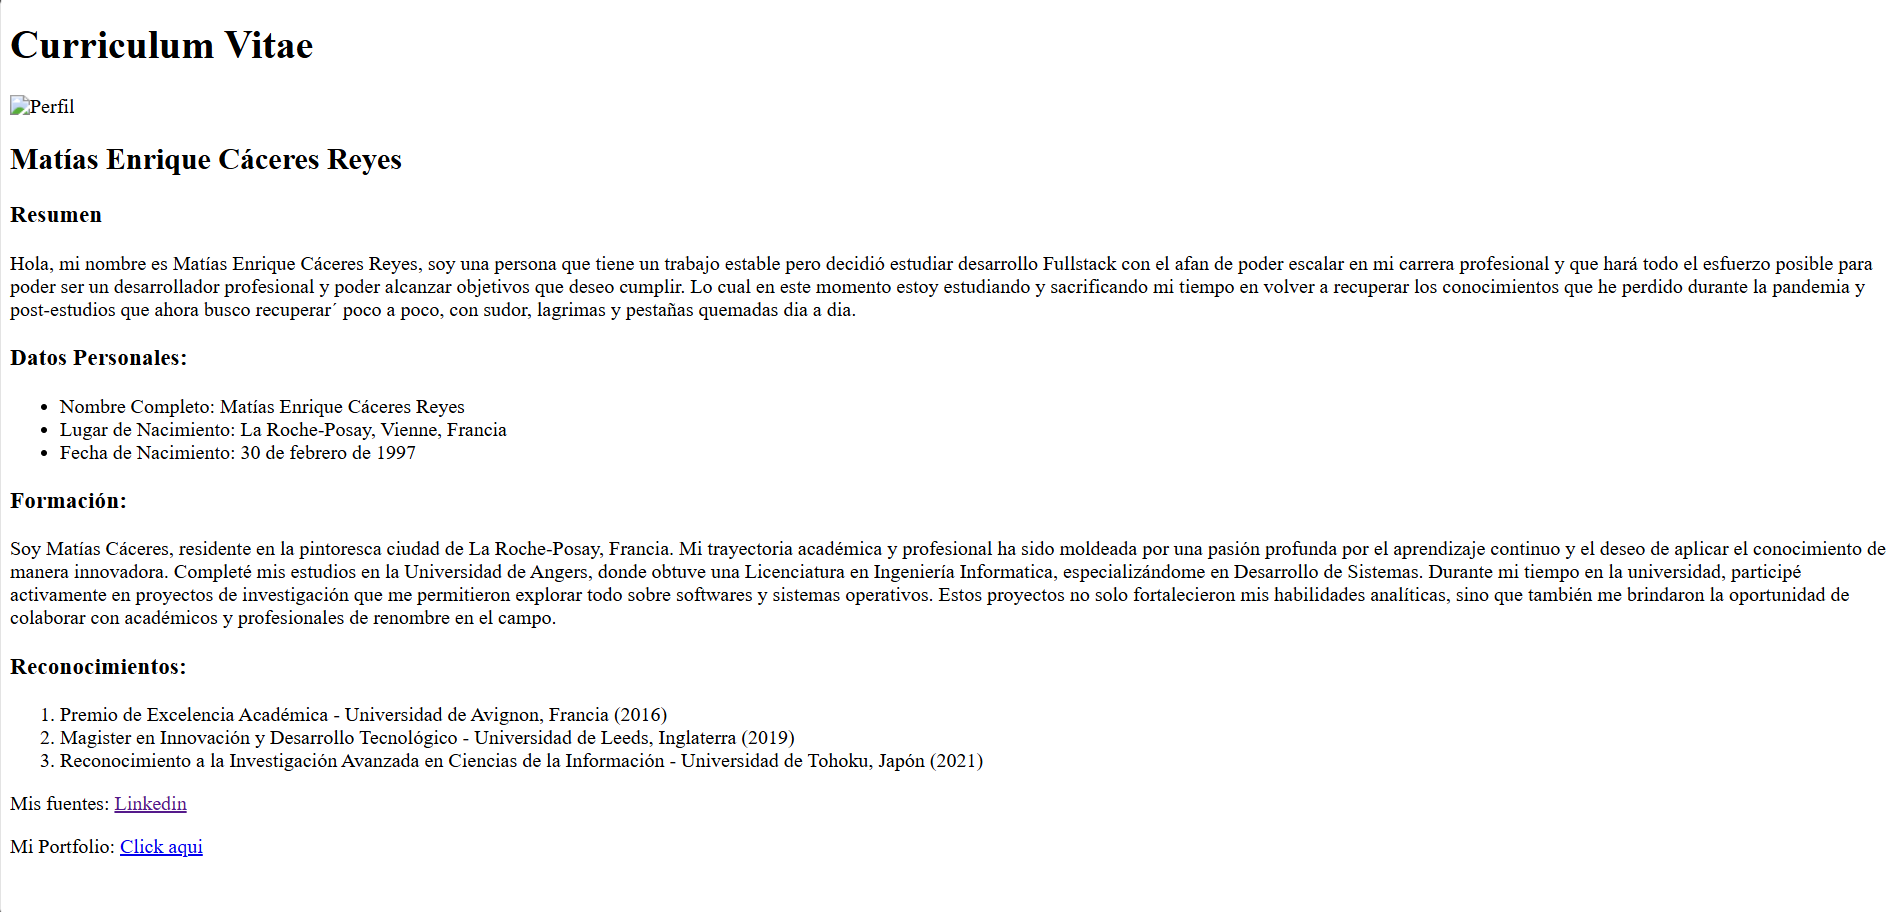 Curriculum Vitae
Perfil
Matías Enrique Cáceres Reyes
Resumen
Hola, mi nombre es Matías Enrique Cáceres Reyes, soy una persona que tiene un trabajo estable pero decidió estudiar desarrollo Fullstack con el afan de poder escalar en mi carrera profesional y que hará todo el esfuerzo posible para
poder ser un desarrollador profesional y poder alcanzar objetivos que deseo cumplir. Lo cual en este momento estoy estudiando y sacrificando mi tiempo en volver a recuperar los conocimientos que he perdido durante la pandemia y
post-estudios que ahora busco recuperar´ poco a poco, con sudor, lagrimas y pestañas quemadas dia a dia.
Datos Personales:
• Nombre Completo: Matías Enrique Cáceres Reyes
• Lugar de Nacimiento: La Roche-Posay, Vienne, Francia
• Fecha de Nacimiento: 30 de febrero de 1997
Formación:
Soy Matías Cáceres, residente en la pintoresca ciudad de La Roche-Posay, Francia. Mi trayectoria académica y profesional ha sido moldeada por una pasión profunda por el aprendizaje continuo y el deseo de aplicar el conocimiento de
manera innovadora. Completé mis estudios en la Universidad de Angers, donde obtuve una Licenciatura en Ingeniería Informatica, especializándome en Desarrollo de Sistemas. Durante mi tiempo en la universidad, participé
activamente en proyectos de investigación que me permitieron explorar todo sobre softwares y sistemas operativos. Estos proyectos no solo fortalecieron mis habilidades analíticas, sino que también me brindaron la oportunidad de
colaborar con académicos y profesionales de renombre en el campo.
Reconocimientos:
1. Premio de Excelencia Académica - Universidad de Avignon, Francia (2016)
2. Magister en Innovación y Desarrollo Tecnológico - Universidad de Leeds, Inglaterra (2019)
3. Reconocimiento a la Investigación Avanzada en Ciencias de la Información - Universidad de Tohoku, Japón (2021)
Mis fuentes: Linkedin
Mi Portfolio: Click aqui